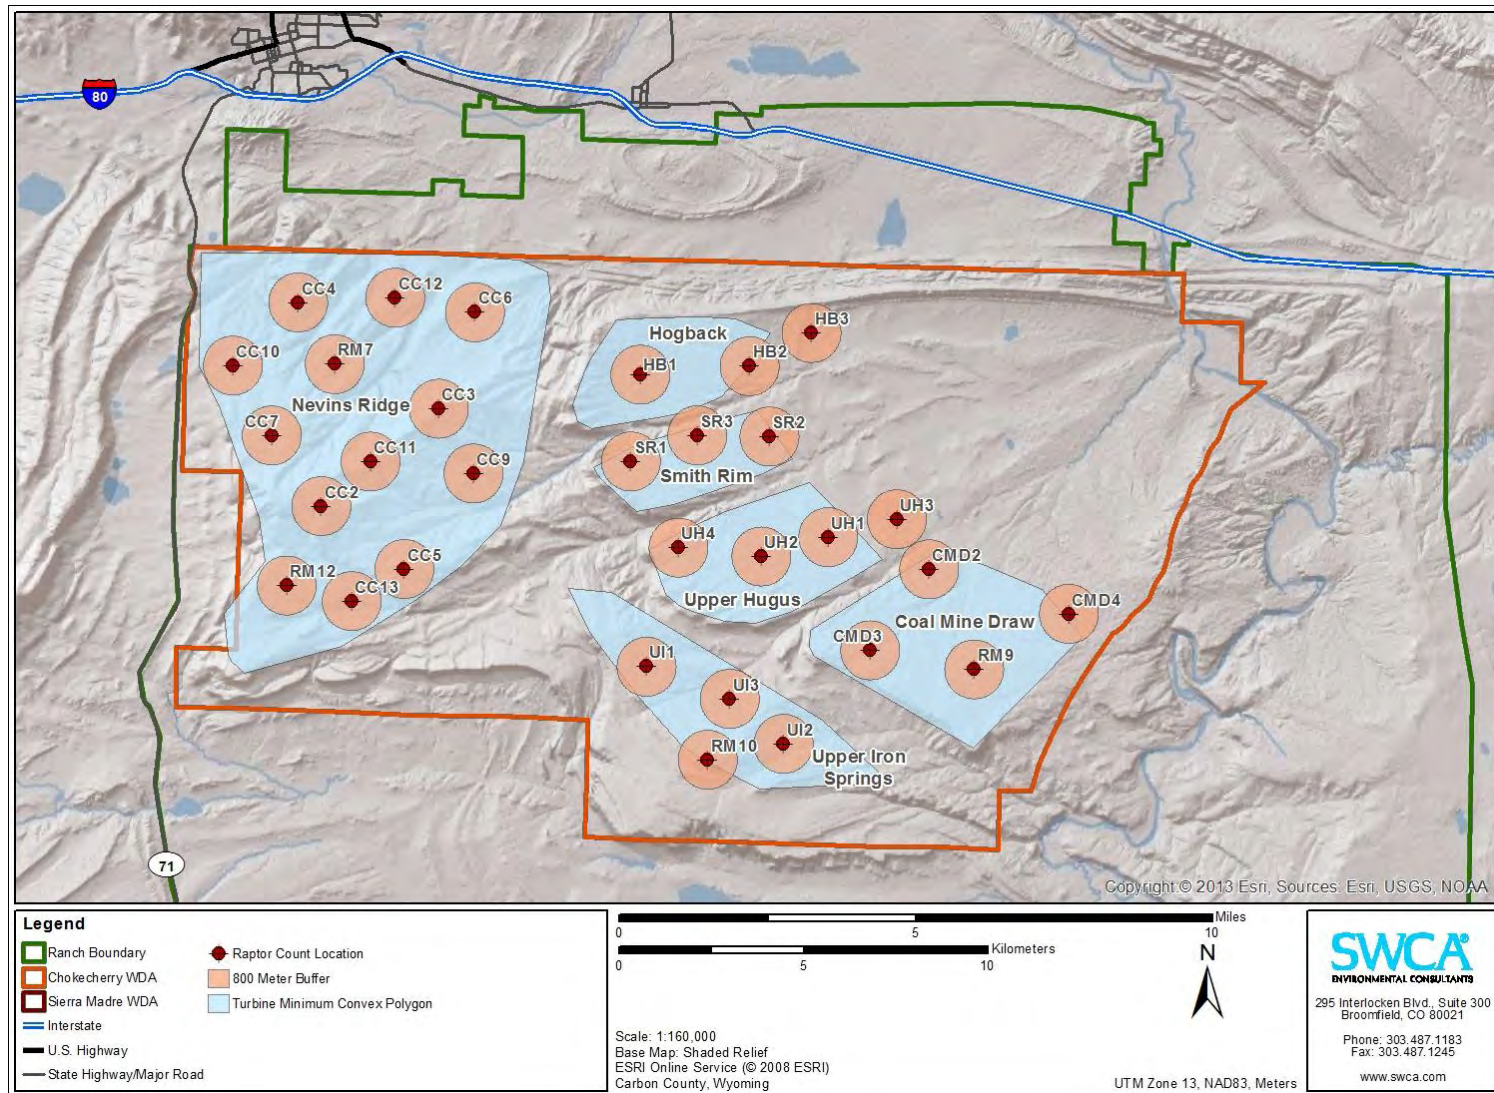 80
CC4
CC12
CC6
HB3
Hogback
CC10
RM7
HB1
HB2
CC3
Nevins Ridge
CC7
SR3
SR2
CC11
SR1
CC9
Smith Rim
CC2
UH3
UH4
UH2
UH1
CMD2
CC5
RM12
CC13
Upper Hugus
CMD4
Coal Mine Draw
CMD3
UI1
RM9
UI3
UI2
RM10
Upper Iron
Springs
71
Copyright © 2013 Esri, Sources: Esri, USGS, NOAA
Legend
Ranch Boundary
Chokecherry WDA
Sierra Madre WDA
Interstate
U.S. Highway
State Highway/Major Road
Raptor Count Location
800 Meter Buffer
Turbine Minimum Convex Polygon
Miles
0 5 10
Kilometers
0 5 10
N
Scale: 1:160,000
Base Map: Shaded Relief
ESRI Online Service (© 2008 ESRI)
Carbon County, Wyoming
UTM Zone 13, NAD83, Meters
SWCA®
ENVIRONMENTAL CONSULTANTS
295 Interlocken Blvd., Suite 300
Broomfield, CO 80021
Phone: 303.487.1183
Fax: 303.487.1245
www.swca.com